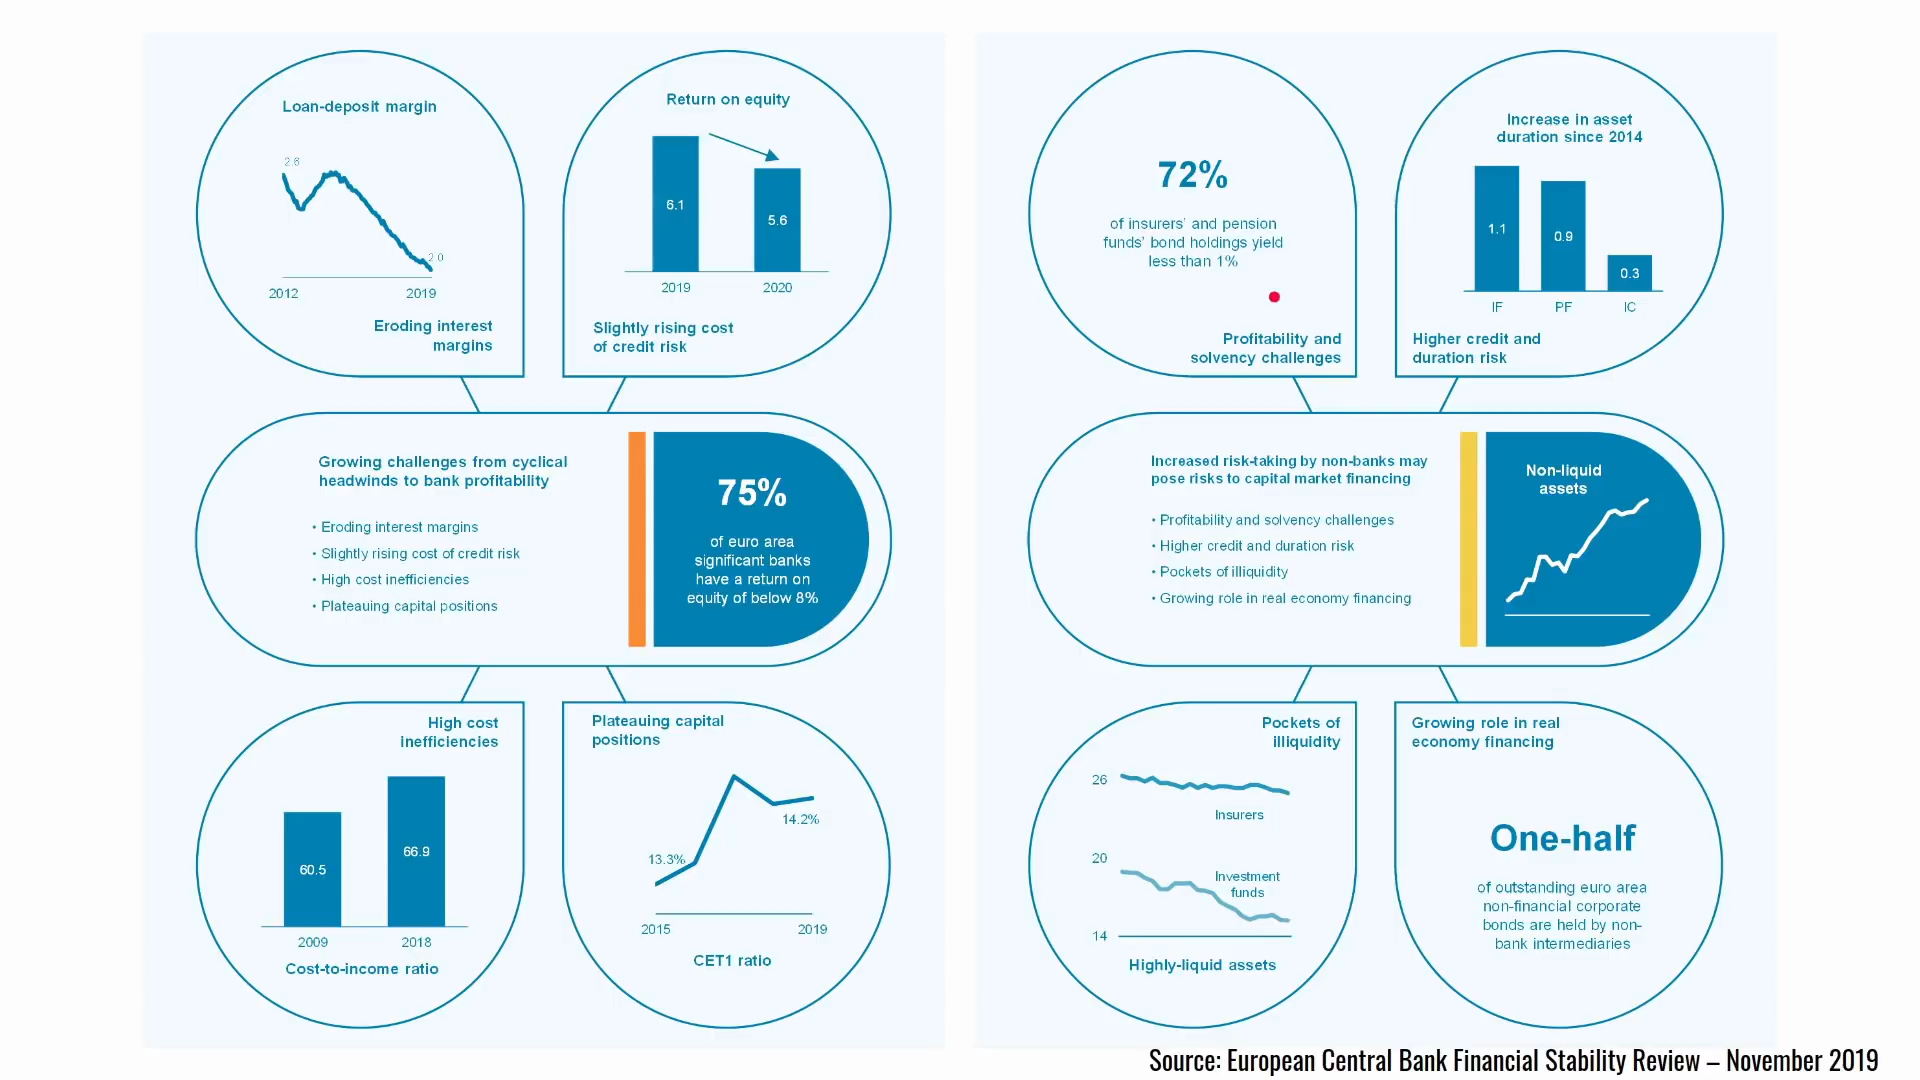 Loan-deposit margin
2.6
2.0
2012
2019
Eroding interest
margins
Return on equity
6.1
5.6
2019
2020
Slightly rising cost
of credit risk
Growing challenges from cyclical
headwinds to bank profitability
• Eroding interest margins
• Slightly rising cost of credit risk
• High cost inefficiencies
• Plateauing capital positions
75%
of euro area
significant banks
have a return on
equity of below 8%
High cost
inefficiencies
60.5
66.9
2009
2018
Cost-to-income ratio
Plateauing capital
positions
13.3%
14.2%
2015
2019
CET1 ratio
72%
of insurers' and pension
funds' bond holdings yield
less than 1%
Profitability and
solvency challenges
Increase in asset
duration since 2014
1.1
0.9
0.3
IF
PF
IC
Higher credit and
duration risk
Increased risk-taking by non-banks may
pose risks to capital market financing
• Profitability and solvency challenges
• Higher credit and duration risk
• Pockets of illiquidity
• Growing role in real economy financing
Non-liquid
assets
Pockets of
illiquidity
26
Insurers
20
Investment
funds
14
Highly-liquid assets
Growing role in real
economy financing
One-half
of outstanding euro area
non-financial corporate
bonds are held by non-
bank intermediaries
Source: European Central Bank Financial Stability Review – November 2019